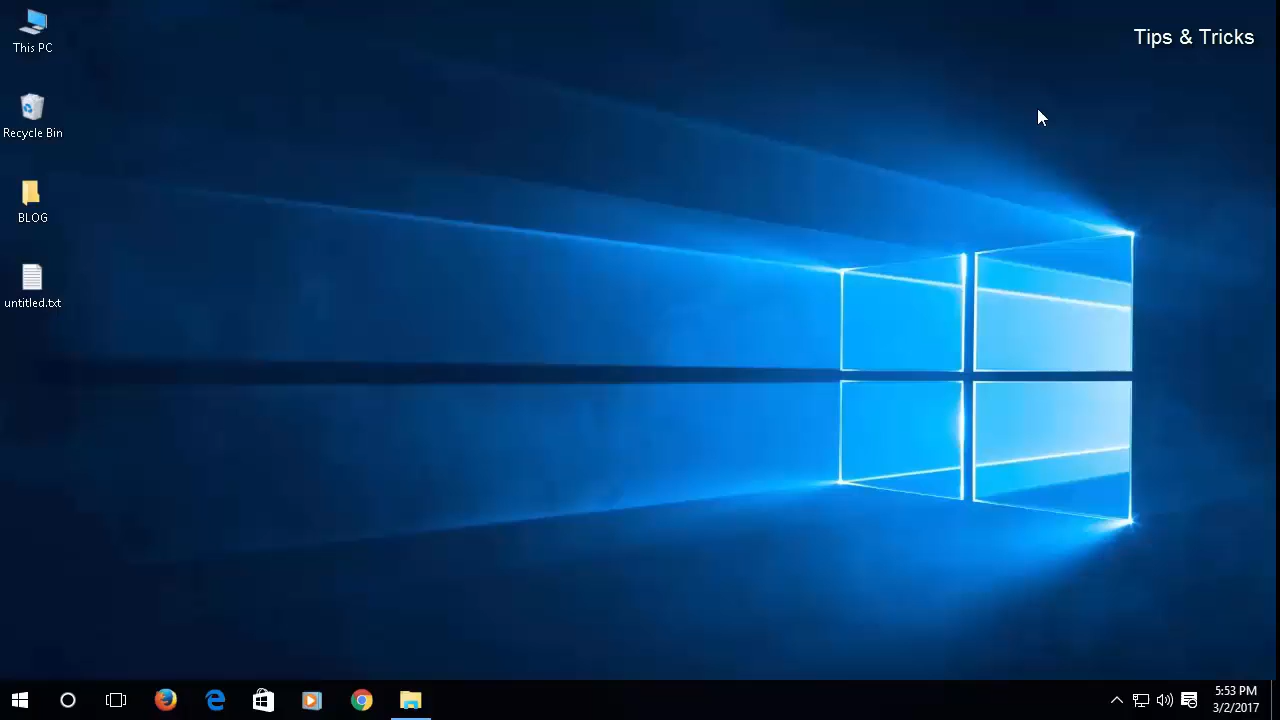 This PC
Tips & Tricks
Recycle Bin
BLOG
untitled.txt
5:53 PM
3/2/2017